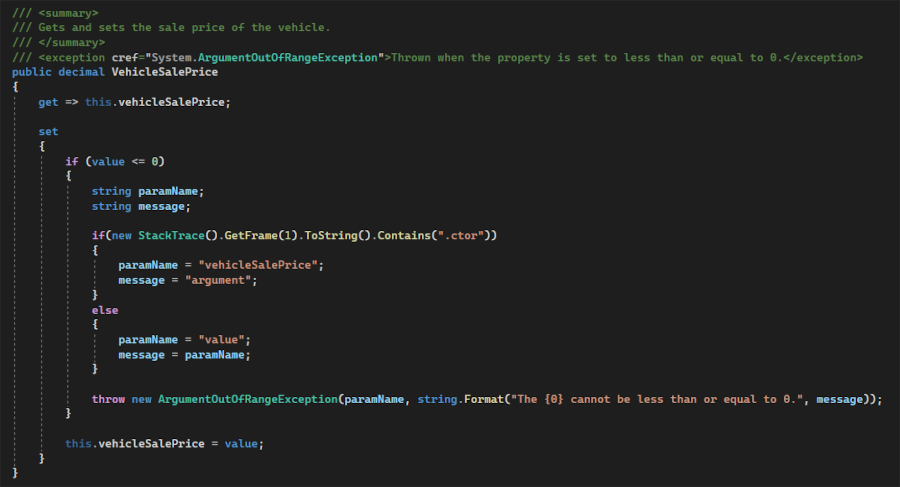 /// <summary>
/// Gets and sets the sale price of the vehicle.
/// </summary>
/// <exception cref="System.ArgumentOutOfRangeException">Thrown when the property is set to less than or equal to 0.</exception>
public decimal VehicleSalePrice
{
    get => this.vehicleSalePrice;

    set
    {
        if (value <= 0)
        {
            string paramName;
            string message;

            if(new StackTrace().GetFrame(1).ToString().Contains(".ctor"))
            {
                paramName = "vehicleSalePrice";
                message = "argument";
            }
            else
            {
                paramName = "value";
                message = paramName;
            }

            throw new ArgumentOutOfRangeException(paramName, string.Format("The {0} cannot be less than or equal to 0.", message));
        }

        this.vehicleSalePrice = value;
    }
}